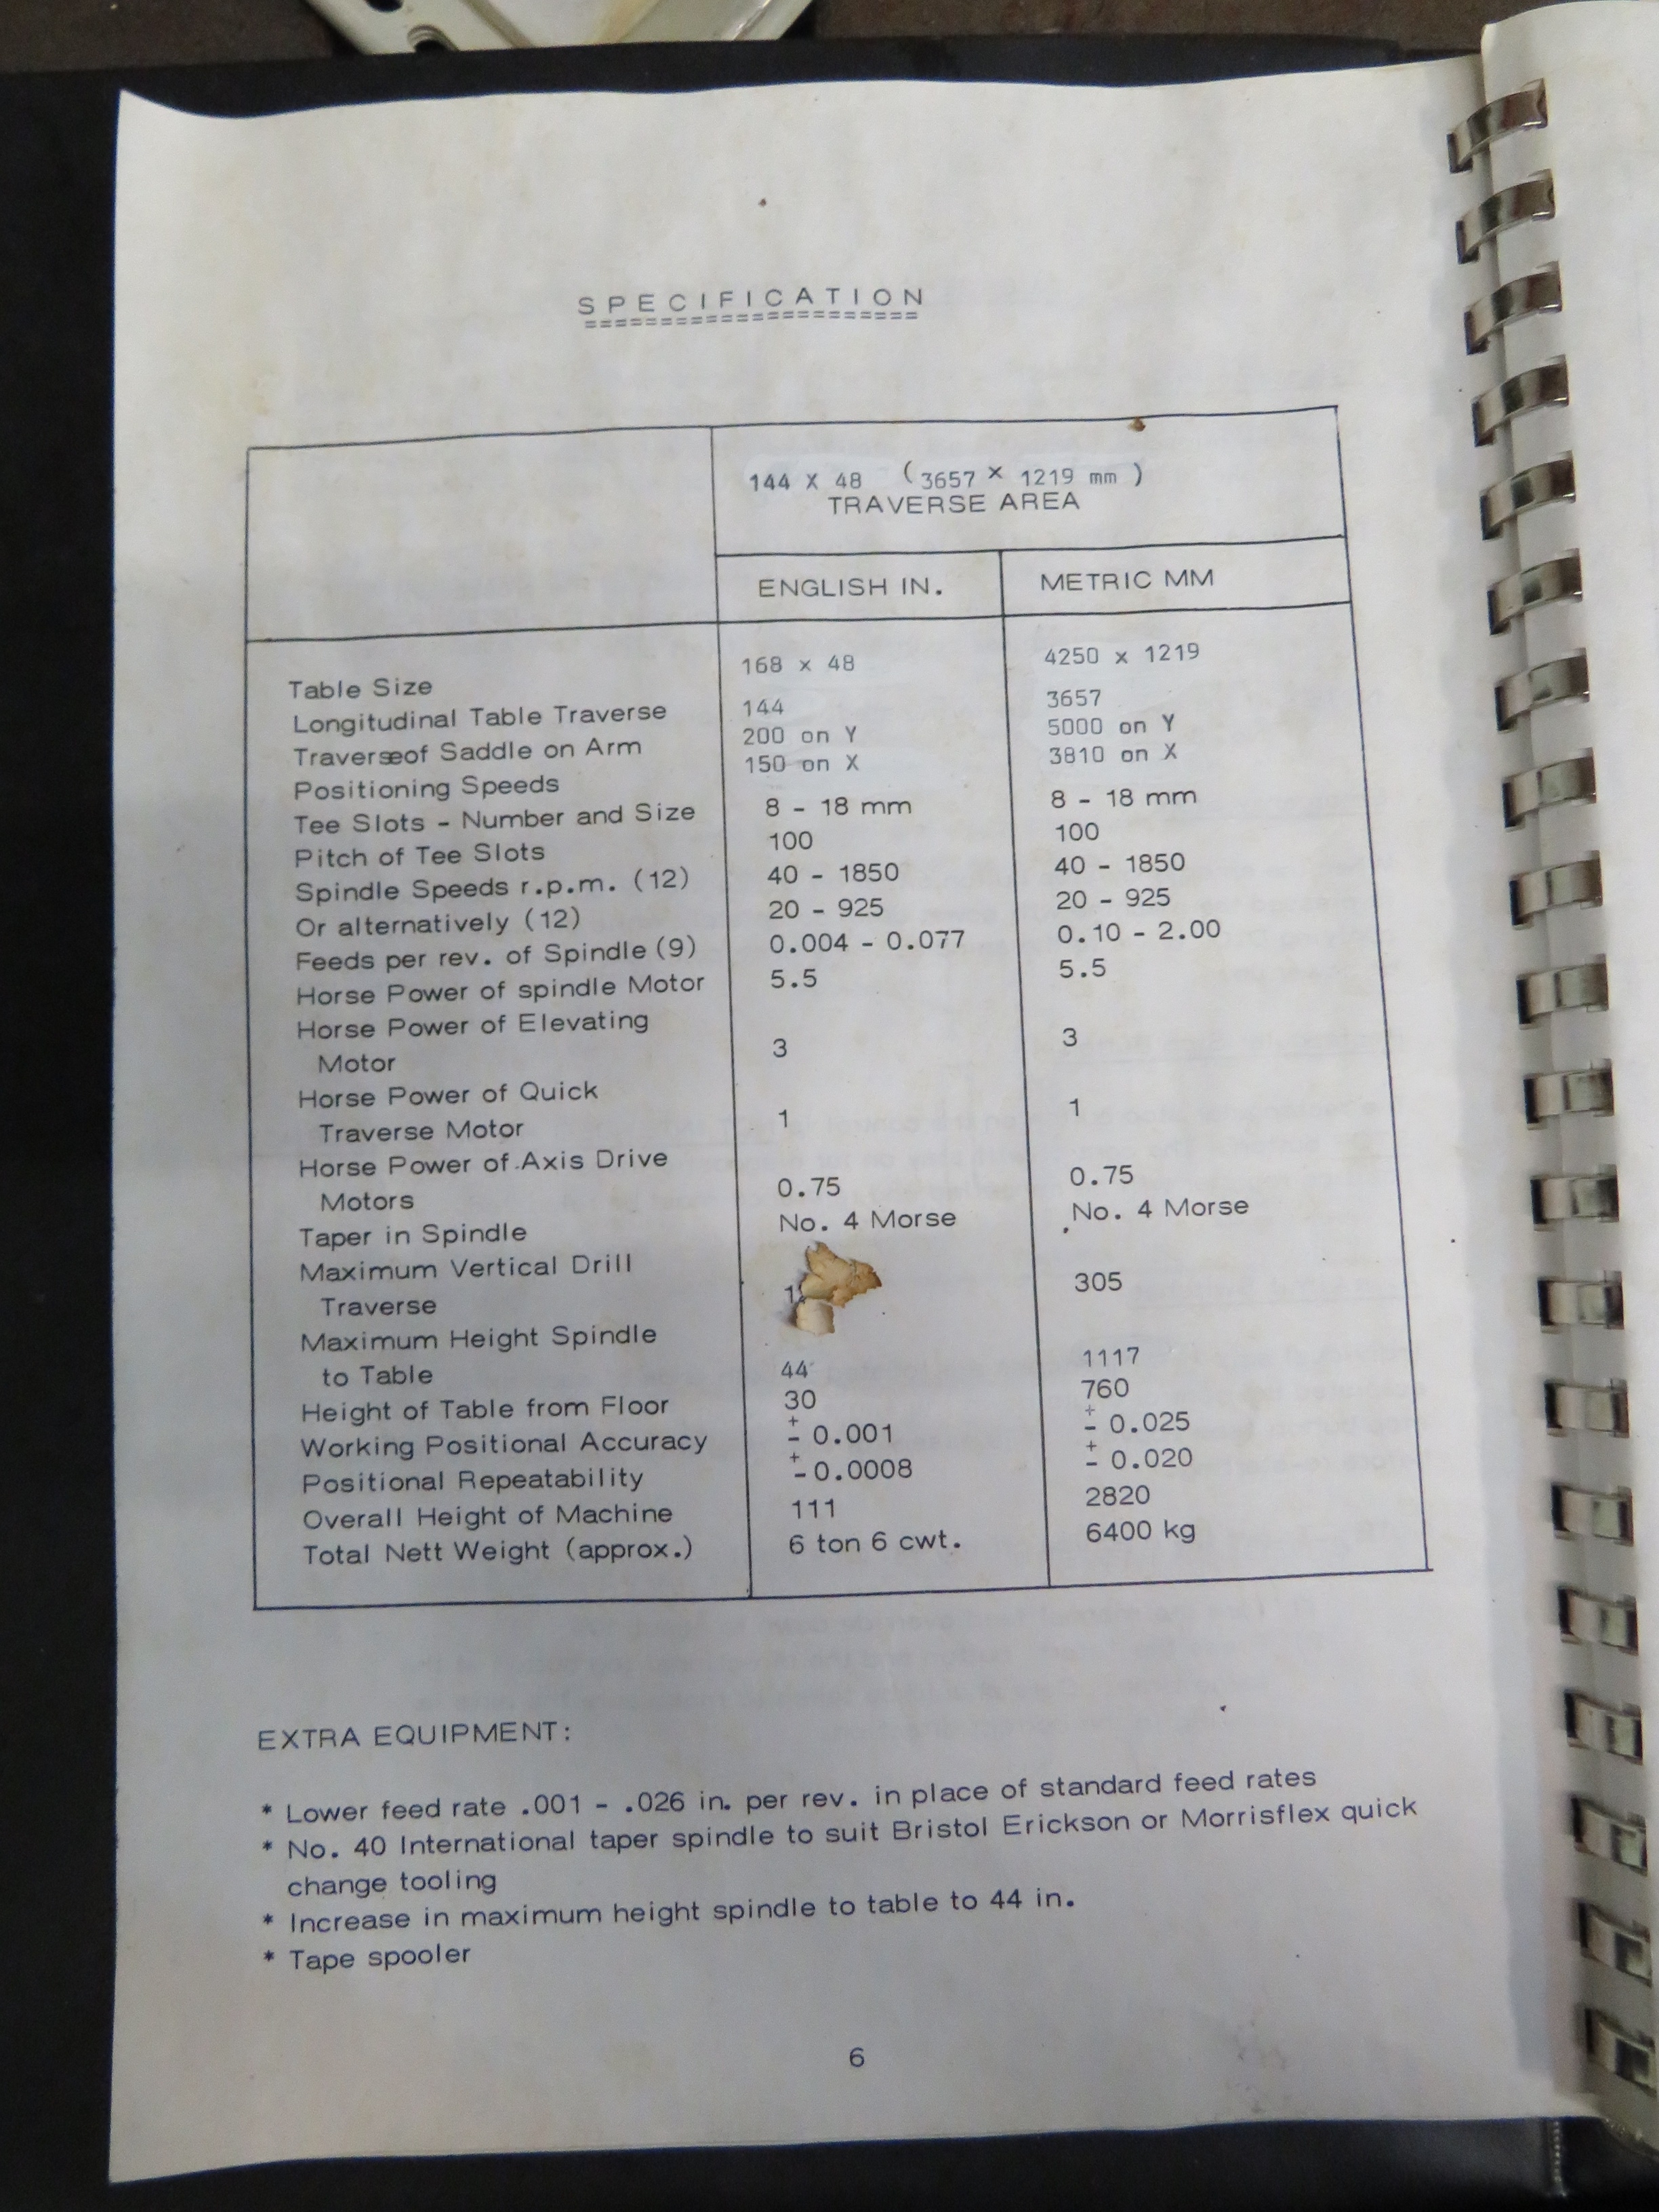 SPECIFICATION
144 X 48 (3657 X 1219 mm)
TRAVERSE AREA
ENGLISH IN. METRIC MM
Table Size 168 x 48 4250 x 1219
Longitudinal Table Traverse 144 3657
Traverseof Saddle on Arm 200 on Y 5000 on Y
Positioning Speeds 150 on X 3810 on X
Tee Slots - Number and Size 8 - 18 mm 8 - 18 mm
Pitch of Tee Slots 100 100
Spindle Speeds r.p.m. (12) 40 - 1850 40 - 1850
Or alternatively (12) 20 - 925 20 - 925
Feeds per rev. of Spindle (9) 0.004 - 0.077 0.10 - 2.00
Horse Power of spindle Motor 5.5 5.5
Horse Power of Elevating
Motor 3 3
Horse Power of Quick
Traverse Motor 1 1
Horse Power of Axis Drive
Motors 0.75 0.75
Taper in Spindle No. 4 Morse No. 4 Morse
Maximum Vertical Drill
Traverse 305
Maximum Height Spindle
to Table 44 1117
Height of Table from Floor 30 760
Working Positional Accuracy ± 0.001 ± 0.025
Positional Repeatability ± 0.0008 ± 0.020
Overall Height of Machine 111 2820
Total Nett Weight (approx.) 6 ton 6 cwt. 6400 kg
EXTRA EQUIPMENT:
* Lower feed rate .001 - .026 in. per rev. in place of standard feed rates
* No. 40 International taper spindle to suit Bristol Erickson or Morrisflex quick
change tooling
* Increase in maximum height spindle to table to 44 in.
* Tape spooler
6